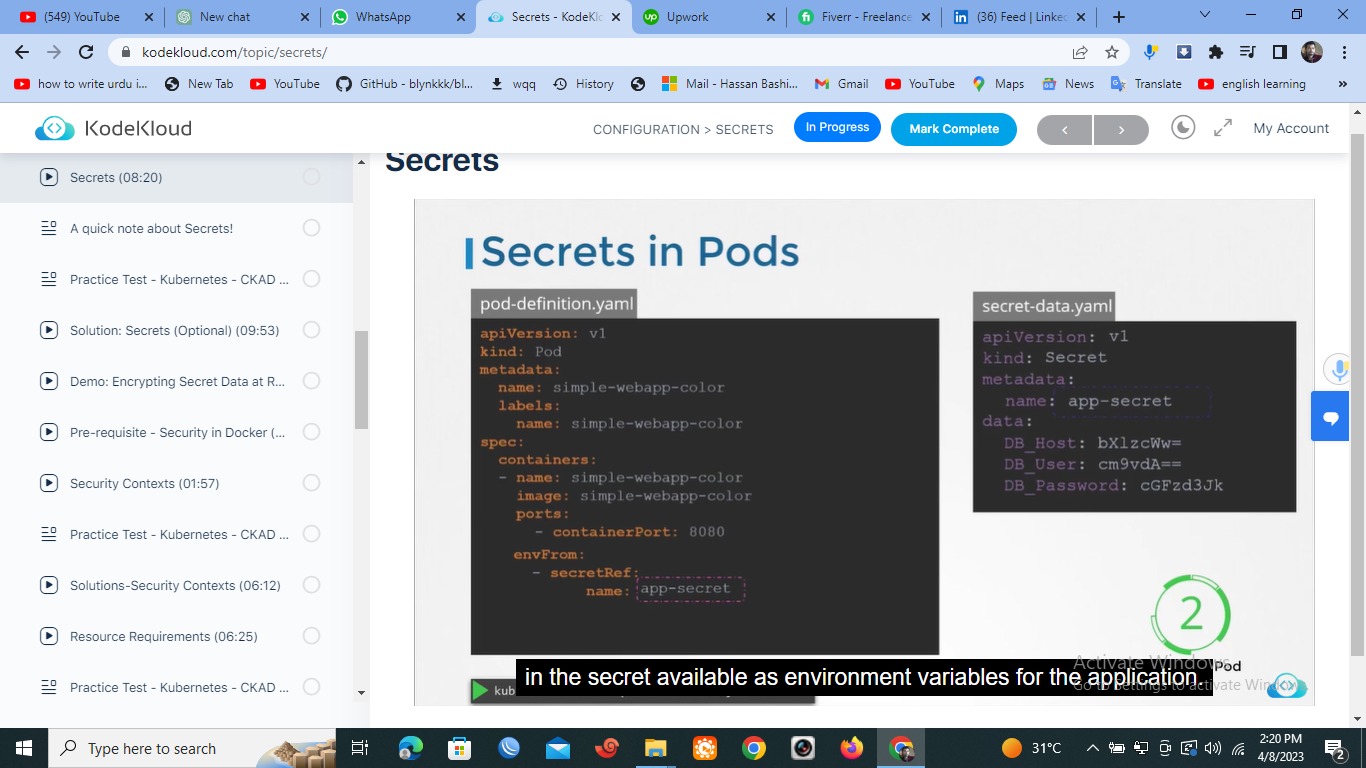 (549) YouTube
New chat
WhatsApp
Secrets - KodeKlo
Upwork
Fiverr - Freelance
(36) Feed | Linked
kodekloud.com/topic/secrets/
how to write urdu i...
New Tab
YouTube
GitHub - blynkkk/bl...
wqq
History
Mail - Hassan Bashi...
Gmail
YouTube
Maps
News
Translate
english learning
»
KodeKloud
CONFIGURATION > SECRETS
In Progress
Mark Complete
<
>
My Account
Secrets (08:20)
A quick note about Secrets!
Practice Test - Kubernetes - CKAD ...
Solution: Secrets (Optional) (09:53)
Demo: Encrypting Secret Data at R...
Pre-requisite - Security in Docker (...
Security Contexts (01:57)
Practice Test - Kubernetes - CKAD ...
Solutions-Security Contexts (06:12)
Resource Requirements (06:25)
Practice Test - Kubernetes - CKAD ...
Secrets
Secrets in Pods
pod-definition.yaml
apiVersion: v1
kind: Pod
metadata:
name: simple-webapp-color
labels:
name: simple-webapp-color
spec:
containers:
- name: simple-webapp-color
image: simple-webapp-color
ports:
- containerPort: 8080
envFrom:
- secretRef:
name: app-secret
secret-data.yaml
apiVersion: v1
kind: Secret
metadata:
name: app-secret
data:
DB_Host: bXlzcWw=
DB_User: cm9vdA==
DB_Password: cGFzd3Jk
2
Pod
in the secret available as environment variables for the application.
Activate Windows
Go to Settings to activate Windows.
Type here to search
31°C
2:20 PM
4/8/2023
2